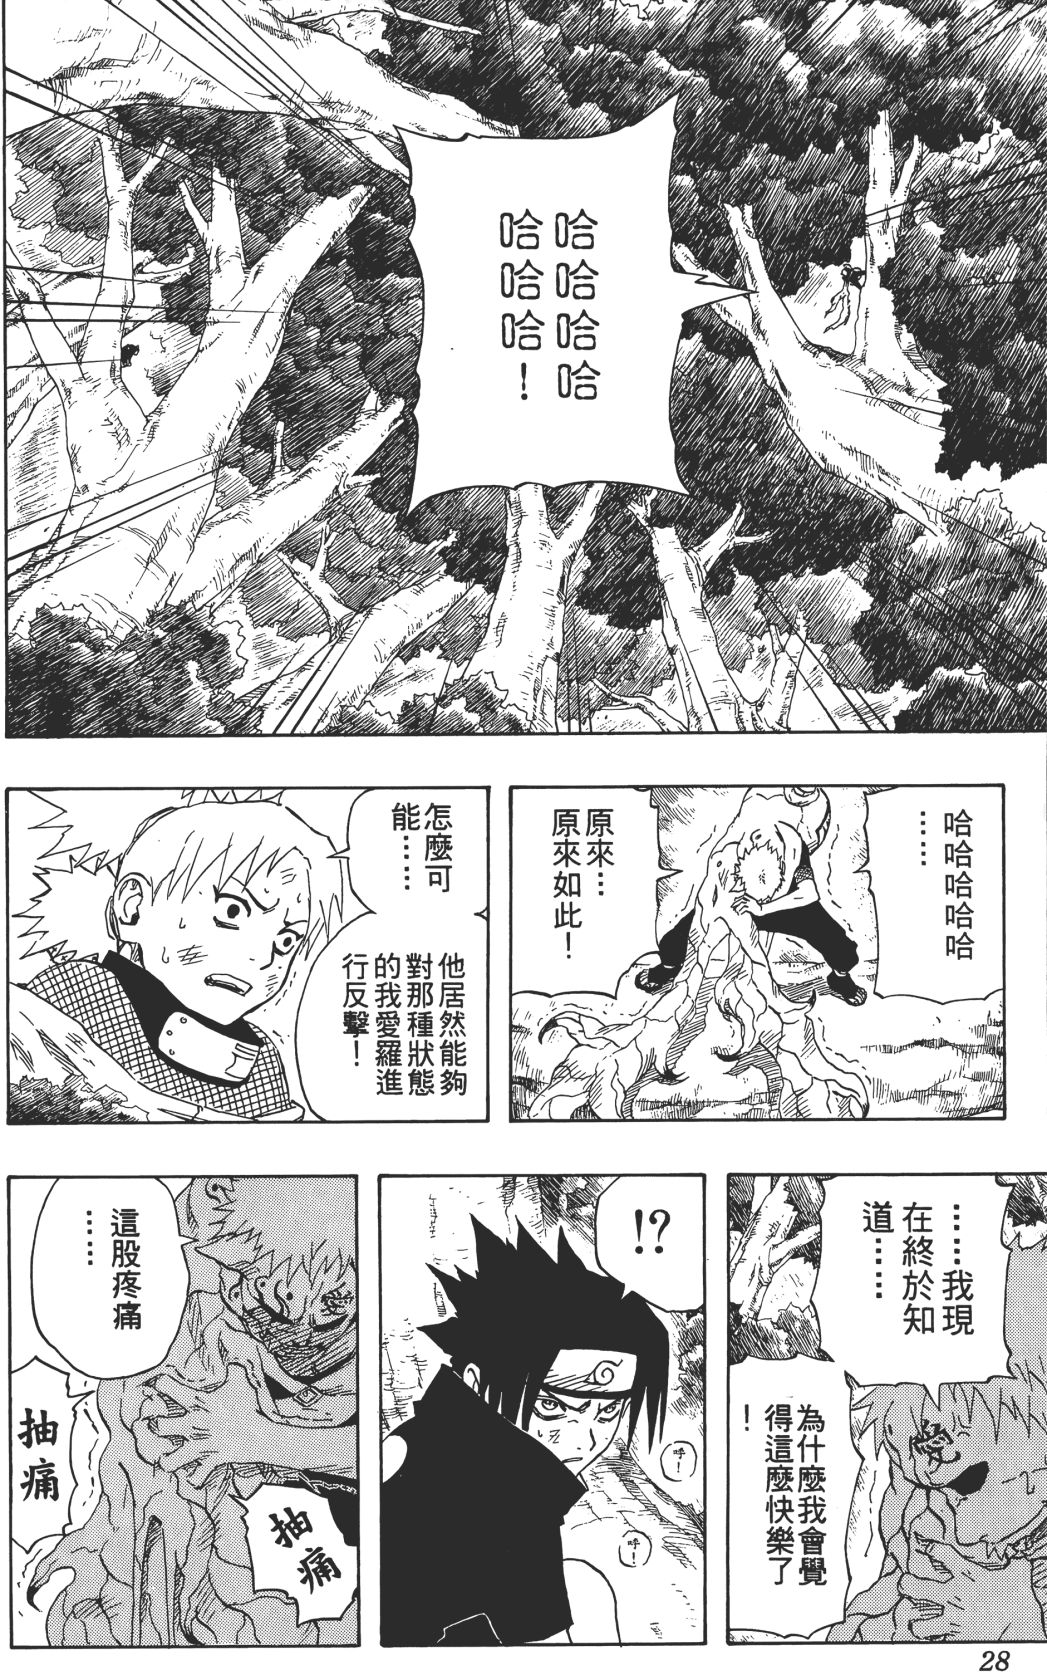 哈哈哈哈
哈哈哈！
哈哈哈哈哈
……
原來…
原來如此！
怎麼可
能……
他居然能夠
對那種狀態
的我愛羅進
行反擊！
……我現
在終於知
道……
為什麼我會覺
得這麼快樂了
！
愛
!?
呼！
呼！
這股疼痛
……
愛
抽痛
抽痛
28